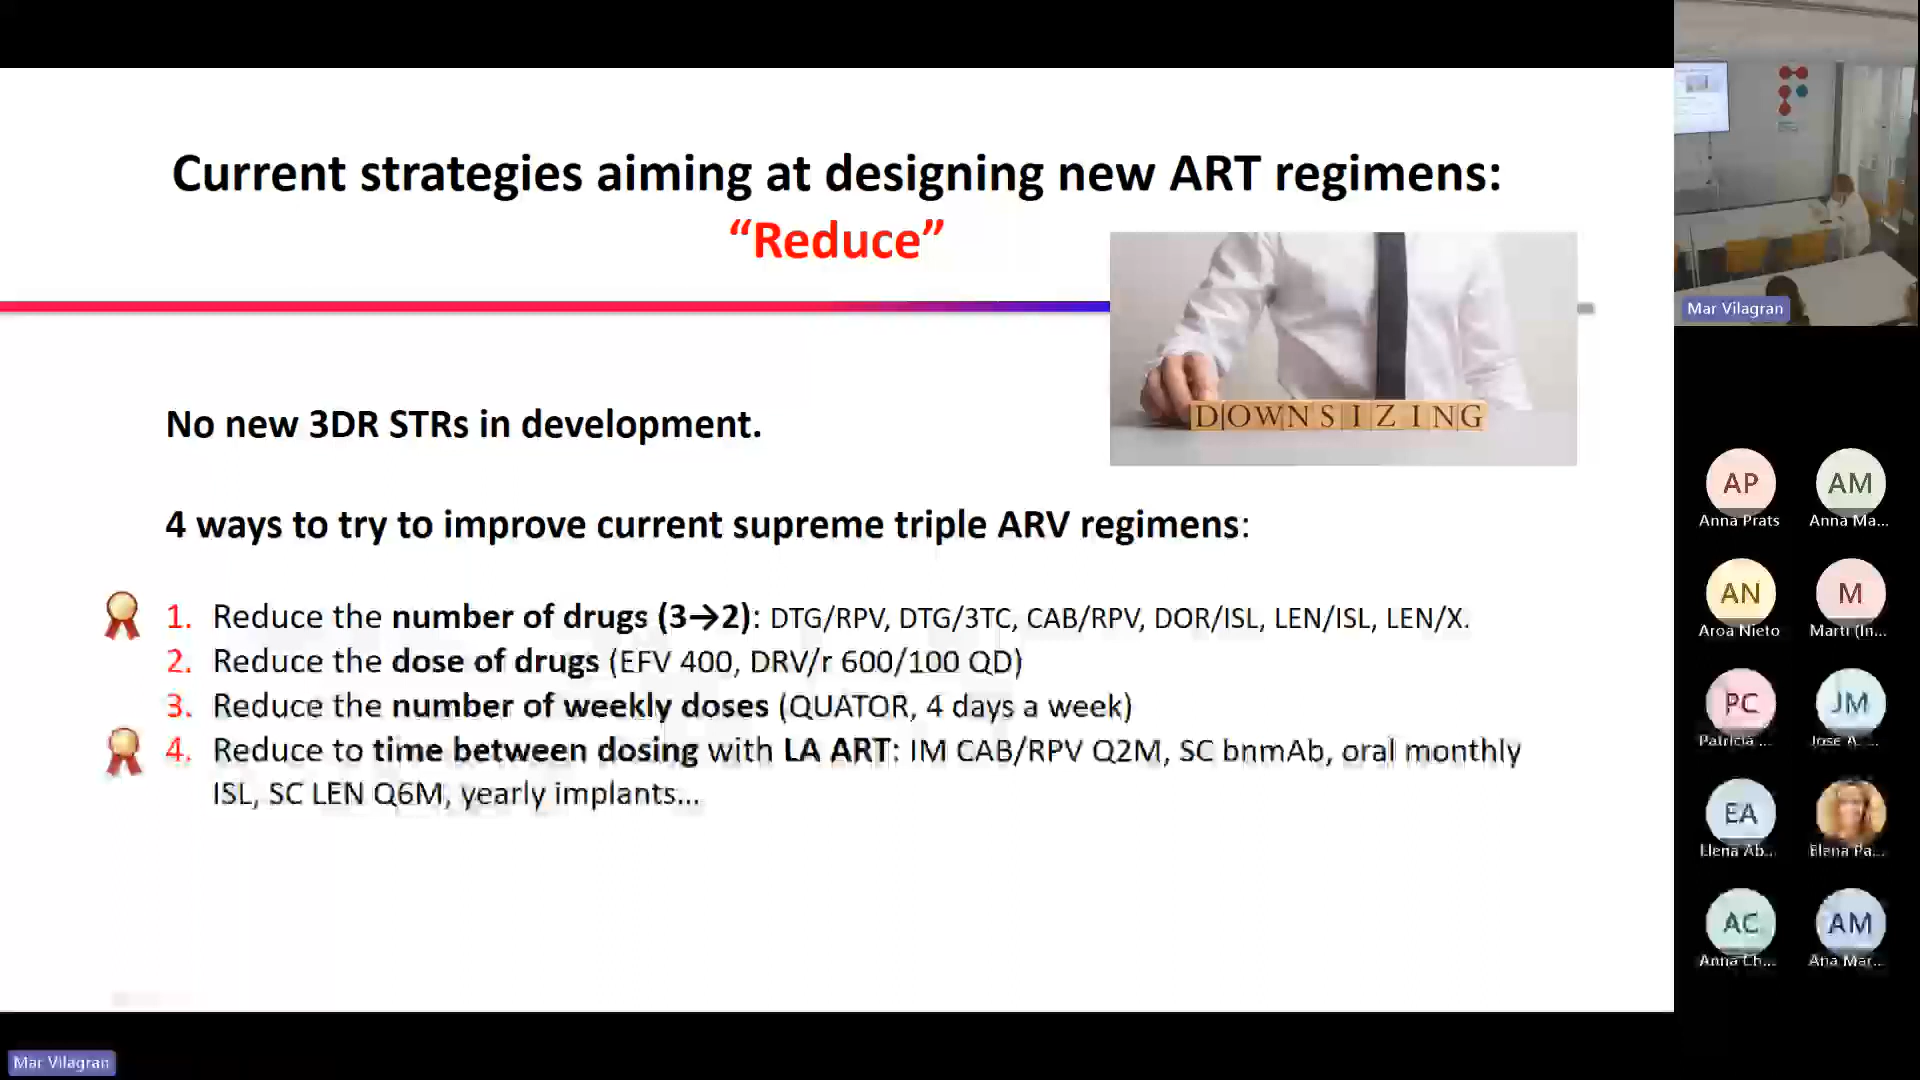 Current strategies aiming at designing new ART regimens:
“Reduce”
DOWNSIZING
No new 3DR STRs in development.
4 ways to try to improve current supreme triple ARV regimens:
1. Reduce the number of drugs (3→2): DTG/RPV, DTG/3TC, CAB/RPV, DOR/ISL, LEN/ISL, LEN/X.
2. Reduce the dose of drugs (EFV 400, DRV/r 600/100 QD)
3. Reduce the number of weekly doses (QUATOR, 4 days a week)
4. Reduce to time between dosing with LA ART: IM CAB/RPV Q2M, SC bnmAb, oral monthly
ISL, SC LEN Q6M, yearly implants...
Mar Vilagran
Mar Vilagran
AP AM
Anna Prats Anna Ma...
AN M
Aroa Nieto Martí (In...
PC JM
Patricia ... Jose A. ...
EA
Elena Ab... Elena Pa...
AC AM
Anna Ch... Ana Mar...